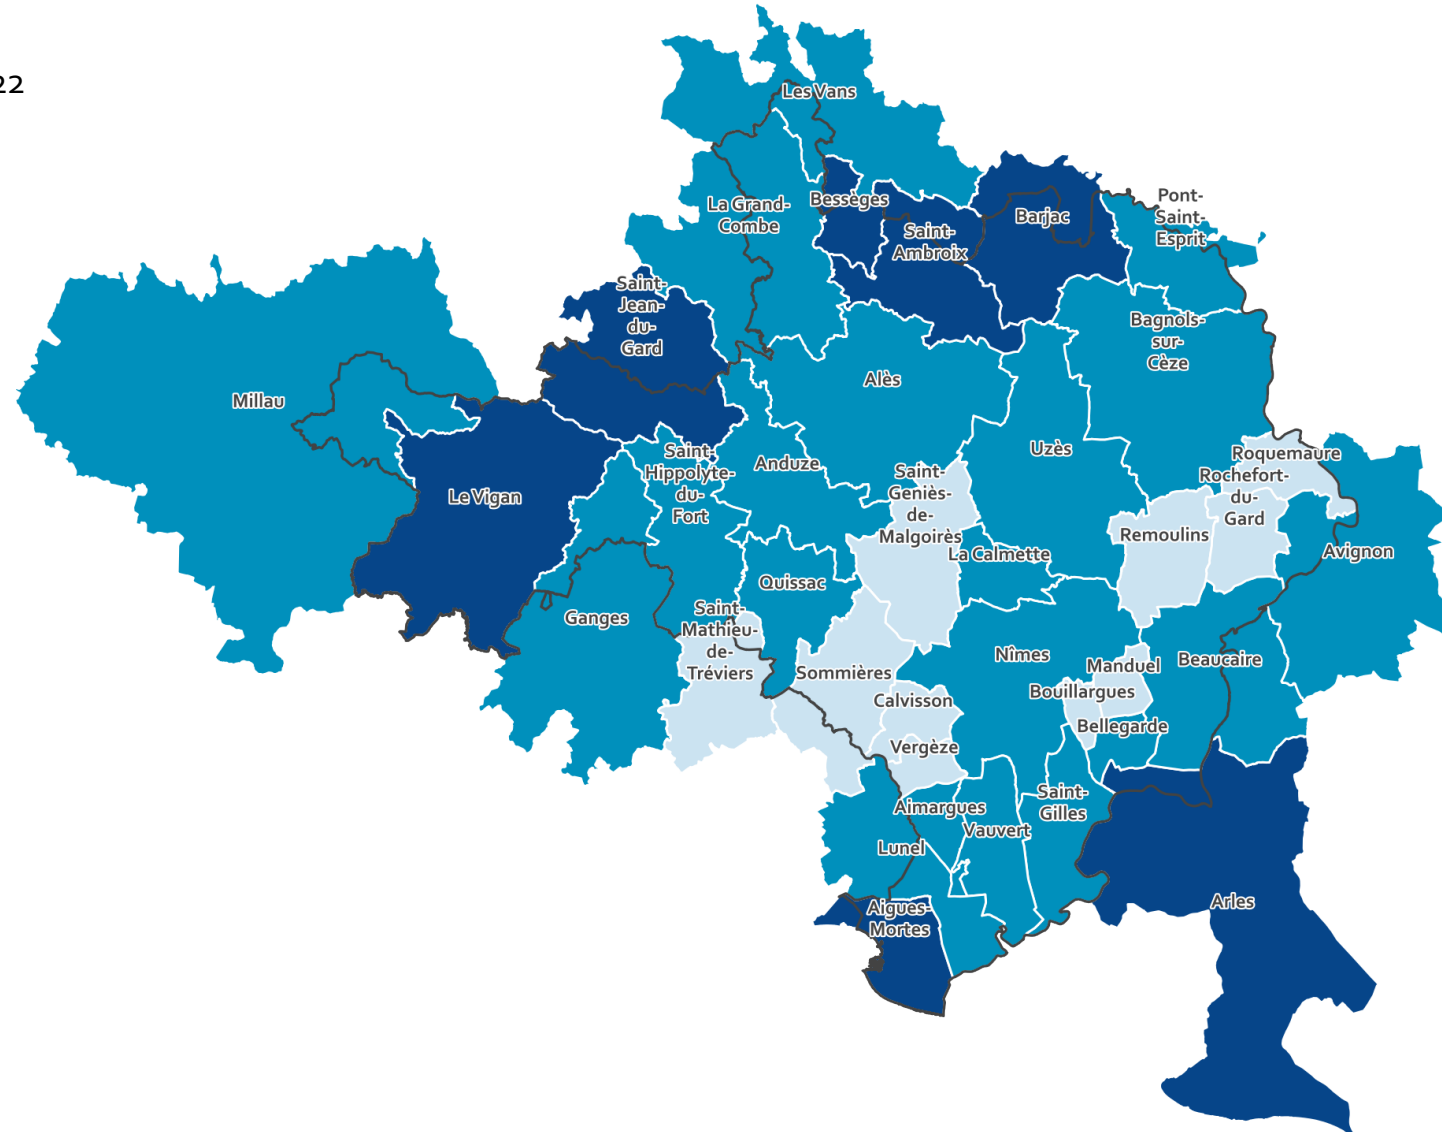 22
Les Vans
Bessèges
La Grand-
Combe
Pont-
Saint-
Esprit
Barjac
Saint-
Ambroix
Saint-
Jean-
du-
Gard
Bagnols-
sur-
Cèze
Alès
Millau
Uzès
Roquemaure
Saint-
Hippolyte-
du-
Fort
Anduze
Saint-
Geniès-
de-
Malgoirès
Rochefort-
du-
Gard
Le Vigan
Remoulins
Avignon
La Calmette
Quissac
Ganges
Saint-
Mathieu-
de-
Tréviers
Nîmes
Manduel
Beaucaire
Sommières
Bouillargues
Calvisson
Bellegarde
Vergèze
Saint-
Gilles
Aimargues
Vauvert
Lunel
Arles
Aigues-
Mortes